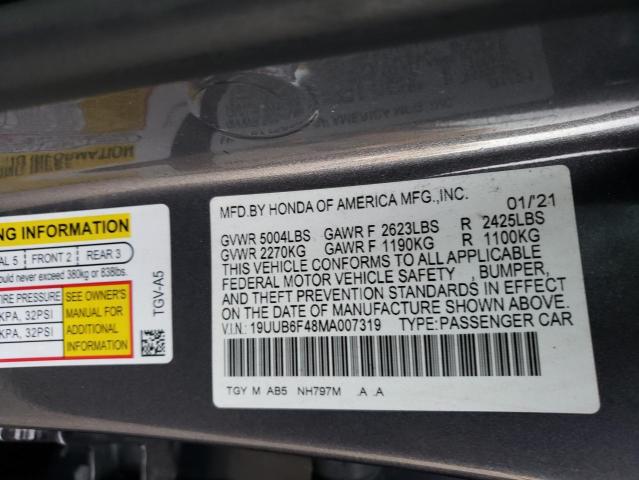 MFD.BY HONDA OF AMERICA MFG.,INC. 01/'21
GVWR 5004LBS GAWR F 2623LBS R 2425LBS
GVWR 2270KG GAWR F 1190KG R 1100KG
THIS VEHICLE CONFORMS TO ALL APPLICABLE
FEDERAL MOTOR VEHICLE SAFETY , BUMPER,
AND THEFT PREVENTION STANDARDS IN EFFECT
ON THE DATE OF MANUFACTURE SHOWN ABOVE.
V.I.N.: 19UUB6F48MA007319 TYPE:PASSENGER CAR
TGY M AB5 NH797M .A .A
NG INFORMATION
AL 5 FRONT 2 REAR 3
ould never exceed 380kg or 838lbs.
IRE PRESSURE
KPA, 32PSI
KPA, 32PSI
SEE OWNER'S
MANUAL FOR
ADDITIONAL
INFORMATION
TGV-A5